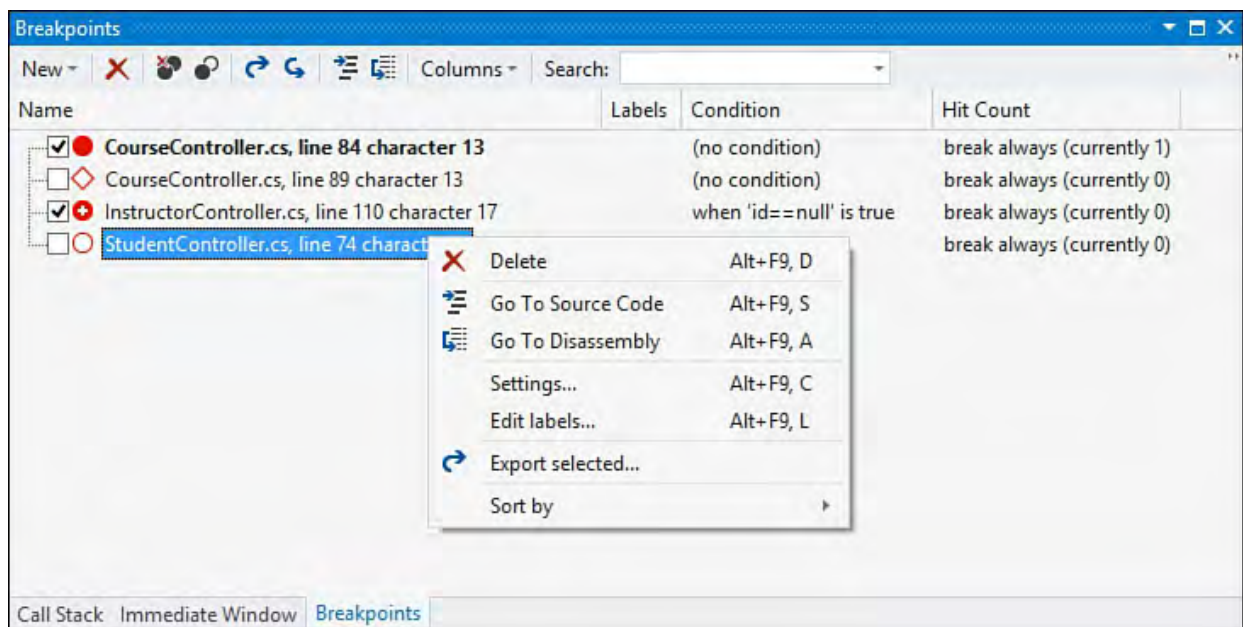 Breakpoints
New Columns Search:
Name Labels Condition Hit Count
CourseController.cs, line 84 character 13 (no condition) break always (currently 1)
CourseController.cs, line 89 character 13 (no condition) break always (currently 0)
InstructorController.cs, line 110 character 17 when 'id==null' is true break always (currently 0)
StudentController.cs, line 74 charact break always (currently 0)
Delete Alt+F9, D
Go To Source Code Alt+F9, S
Go To Disassembly Alt+F9, A
Settings... Alt+F9, C
Edit labels... Alt+F9, L
Export selected...
Sort by
Call Stack Immediate Window Breakpoints